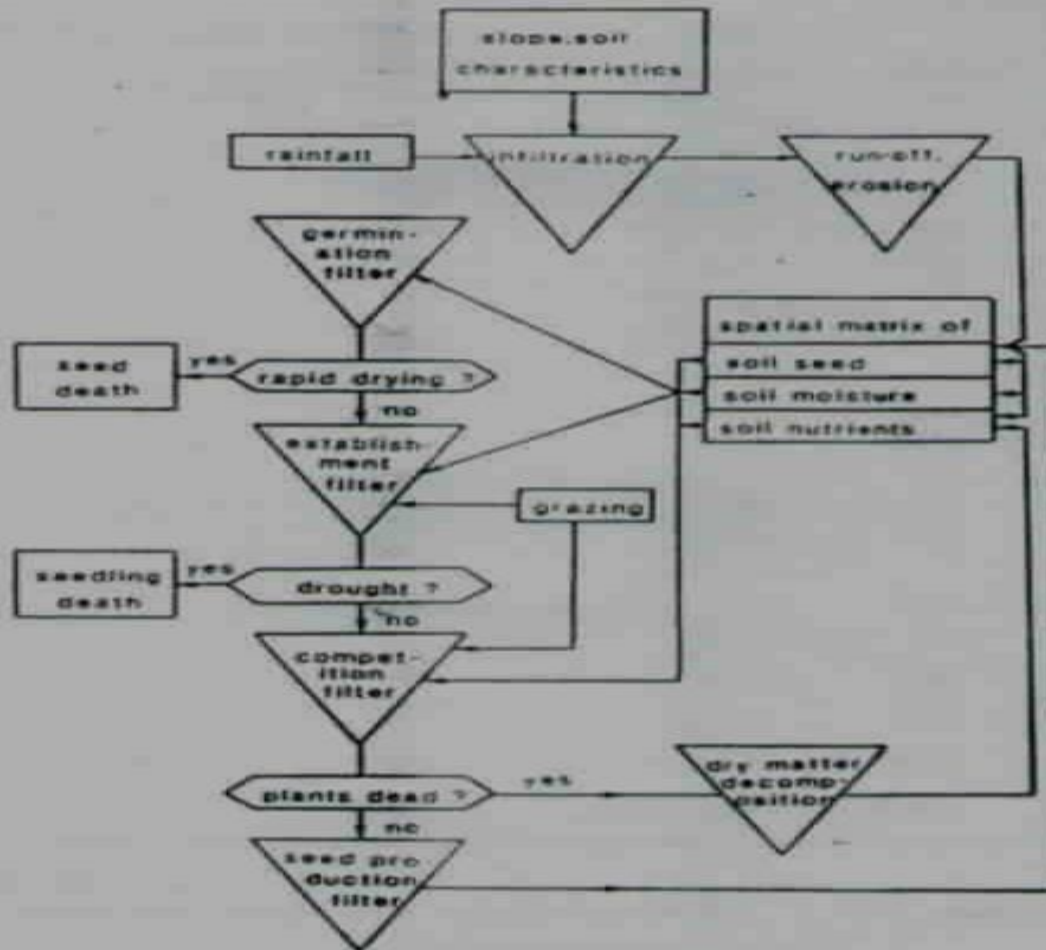 slope, soil
characteristics
rainfall
infiltration
run-off,
erosion
germin-
ation
filter
spatial matrix of
soil seed
soil moisture
soil nutrients
seed
death
yes
rapid drying ?
no
establish-
ment
filter
grazing
seedling
death
yes
drought ?
no
compet-
ition
filter
dry matter
decomp-
osition
plants dead ?
yes
no
seed pro
duction
filter